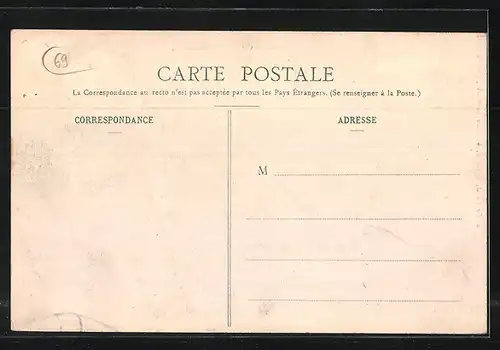 69
CARTE POSTALE
La Correspondance au recto n'est pas acceptée par tous les Pays Étrangers. (Se renseigner à la Poste.)
CORRESPONDANCE
ADRESSE
M